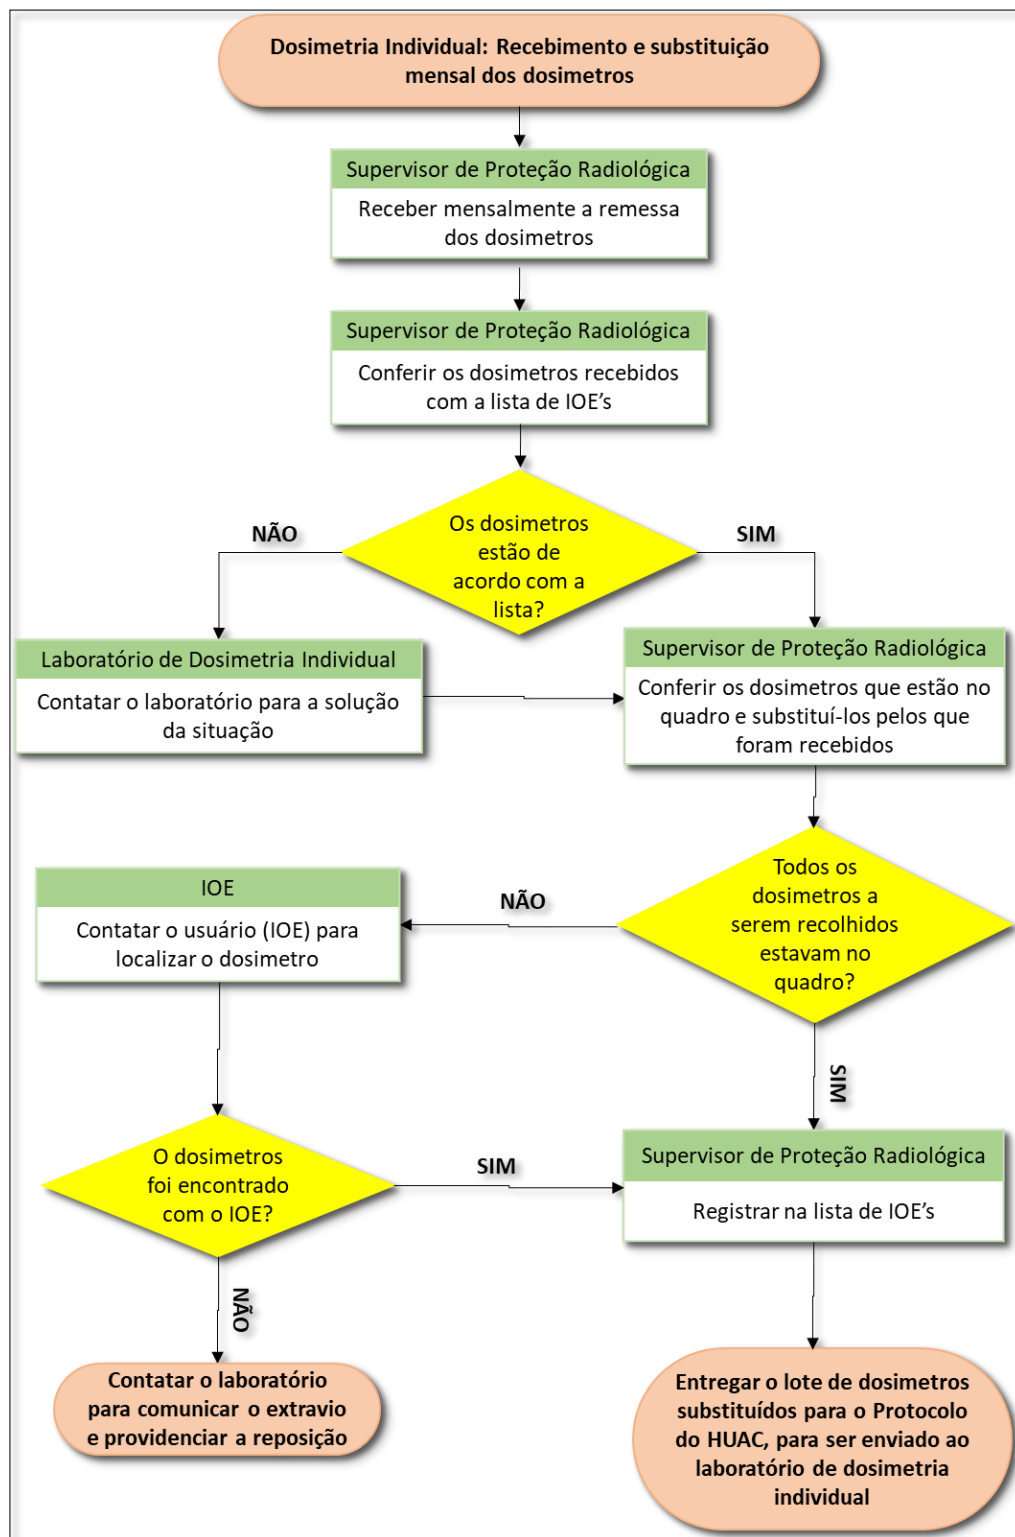 Dosimetria Individual: Recebimento e substituição
mensal dos dosimetros
Supervisor de Proteção Radiológica
Receber mensalmente a remessa
dos dosimetros
Supervisor de Proteção Radiológica
Conferir os dosimetros recebidos
com a lista de IOE’s
Os dosimetros
estão de
acordo com a
lista?
NÃO
SIM
Laboratório de Dosimetria Individual
Contatar o laboratório para a solução
da situação
Supervisor de Proteção Radiológica
Conferir os dosimetros que estão no
quadro e substituí-los pelos que
foram recebidos
Todos os
dosimetros a
serem recolhidos
estavam no
quadro?
NÃO
SIM
IOE
Contatar o usuário (IOE) para
localizar o dosimetro
O dosimetros
foi encontrado
com o IOE?
SIM
NÃO
Supervisor de Proteção Radiológica
Registrar na lista de IOE’s
Contatar o laboratório
para comunicar o extravio
e providenciar a reposição
Entregar o lote de dosimetros
substituídos para o Protocolo
do HUAC, para ser enviado ao
laboratório de dosimetria
individual